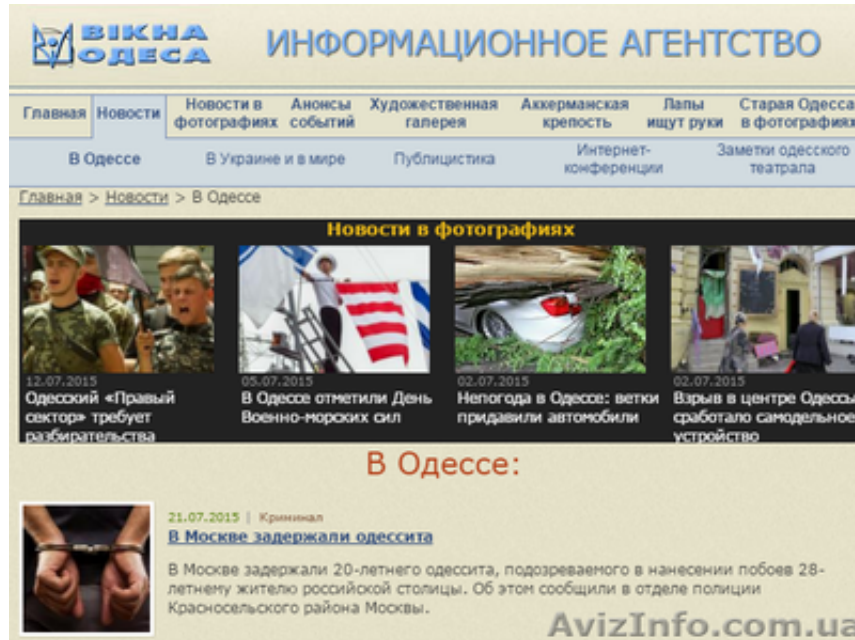 ВІКНА
ОДЕСА
ИНФОРМАЦИОННОЕ АГЕНТСТВО
Главная
Новости
Новости в
фотографиях
Анонсы
событий
Художественная
галерея
Аккерманская
крепость
Лапы
ищут руки
Старая Одесса
в фотографиях
В Одессе
В Украине и в мире
Публицистика
Интернет-
конференции
Заметки одесского
театрала
Главная > Новости > В Одессе
Новости в фотографиях
12.07.2015
Одесский «Правый
сектор» требует
разбирательства
05.07.2015
В Одессе отметили День
Военно-морских сил
02.07.2015
Непогода в Одессе: ветки
придавили автомобили
02.07.2015
Взрыв в центре Одессы
сработало самодельное
устройство
В Одессе:
21.07.2015 | Криминал
В Москве задержали одессита
В Москве задержали 20-летнего одессита, подозреваемого в нанесении побоев 28-
летнему жителю российской столицы. Об этом сообщили в отделе полиции
Красносельского района Москвы.
AvizInfo.com.ua